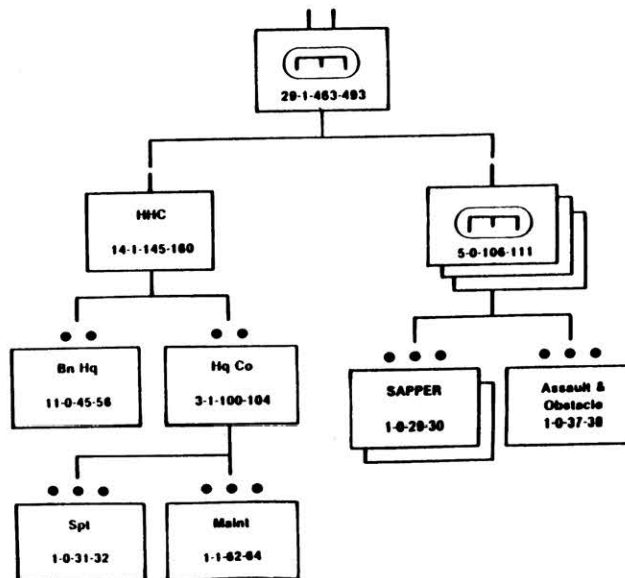 29-1-463-493
HHC
14-1-145-160
5-0-106-111
Bn Hq
11-0-45-56
Hq Co
3-1-100-104
SAPPER
1-0-29-30
Assault &
Obstacle
1-0-37-38
Spt
1-0-31-32
Maint
1-1-62-64